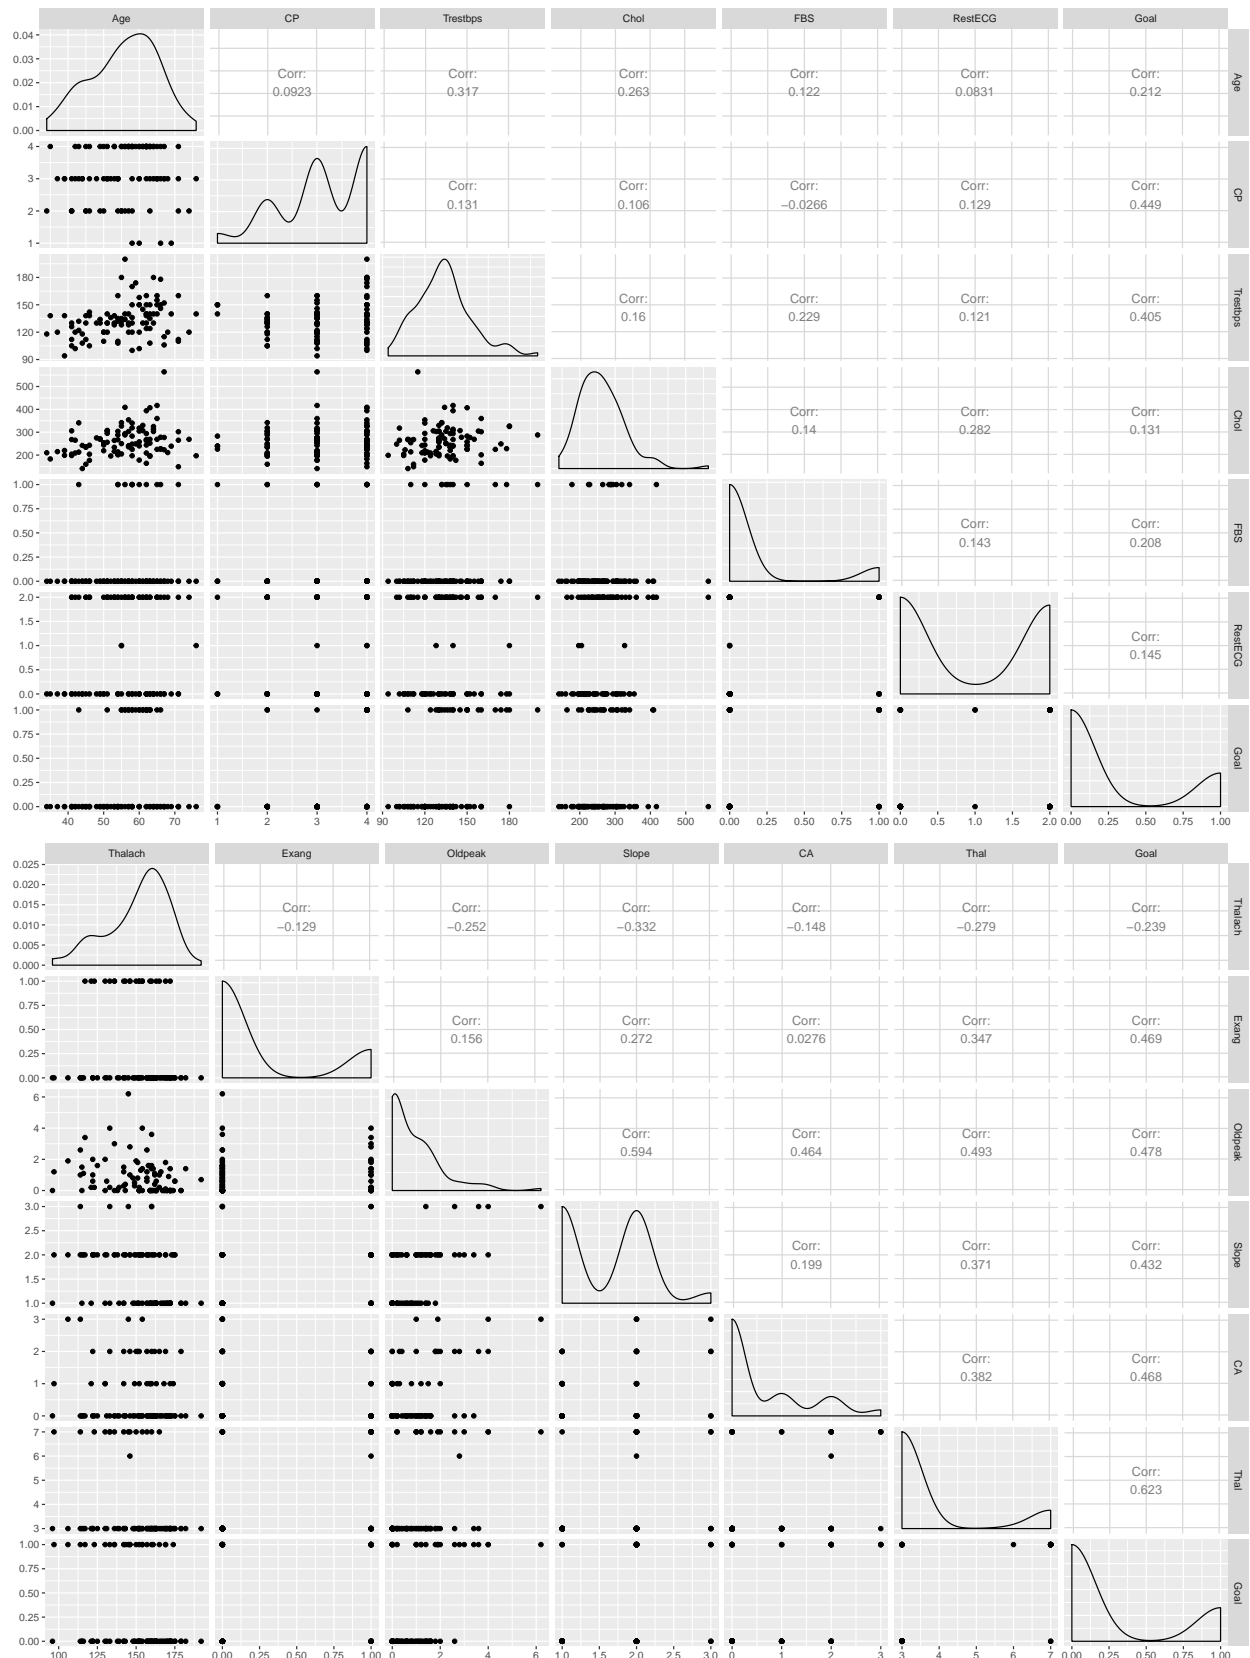 Age CP Trestbps Chol FBS RestECG Goal
0.04
0.03
0.02
0.01
0.00
Corr: Corr: Corr: Corr: Corr: Corr:
0.0923 0.317 0.263 0.122 0.0831 0.212
Age
4
3
2
1
Corr: Corr: Corr: Corr: Corr:
0.131 0.106 −0.0266 0.129 0.449
CP
180
150
120
90
Corr: Corr: Corr: Corr:
0.16 0.229 0.121 0.405
Trestbps
500
400
300
200
Corr: Corr: Corr:
0.14 0.282 0.131
Chol
1.00
0.75
0.50
0.25
0.00
Corr: Corr:
0.143 0.208
FBS
2.0
1.5
1.0
0.5
0.0
Corr:
0.145
RestECG
1.00
0.75
0.50
0.25
0.00
Goal
40 50 60 70 1 2 3 4 90 120 150 180 200 300 400 500 0.00 0.25 0.50 0.75 1.00 0.0 0.5 1.0 1.5 2.0 0.00 0.25 0.50 0.75 1.00
Thalach Exang Oldpeak Slope CA Thal Goal
0.025
0.020
0.015
0.010
0.005
0.000
Corr: Corr: Corr: Corr: Corr: Corr:
−0.129 −0.252 −0.332 −0.148 −0.279 −0.239
Thalach
1.00
0.75
0.50
0.25
0.00
Corr: Corr: Corr: Corr: Corr:
0.156 0.272 0.0276 0.347 0.469
Exang
6
4
2
0
Corr: Corr: Corr: Corr:
0.594 0.464 0.493 0.478
Oldpeak
3.0
2.5
2.0
1.5
1.0
Corr: Corr: Corr:
0.199 0.371 0.432
Slope
3
2
1
0
Corr: Corr:
0.382 0.468
CA
7
6
5
4
3
Corr:
0.623
Thal
1.00
0.75
0.50
0.25
0.00
Goal
100 125 150 175 0.00 0.25 0.50 0.75 1.00 0 2 4 6 1.0 1.5 2.0 2.5 3.0 0 1 2 3 3 4 5 6 7 0.00 0.25 0.50 0.75 1.00